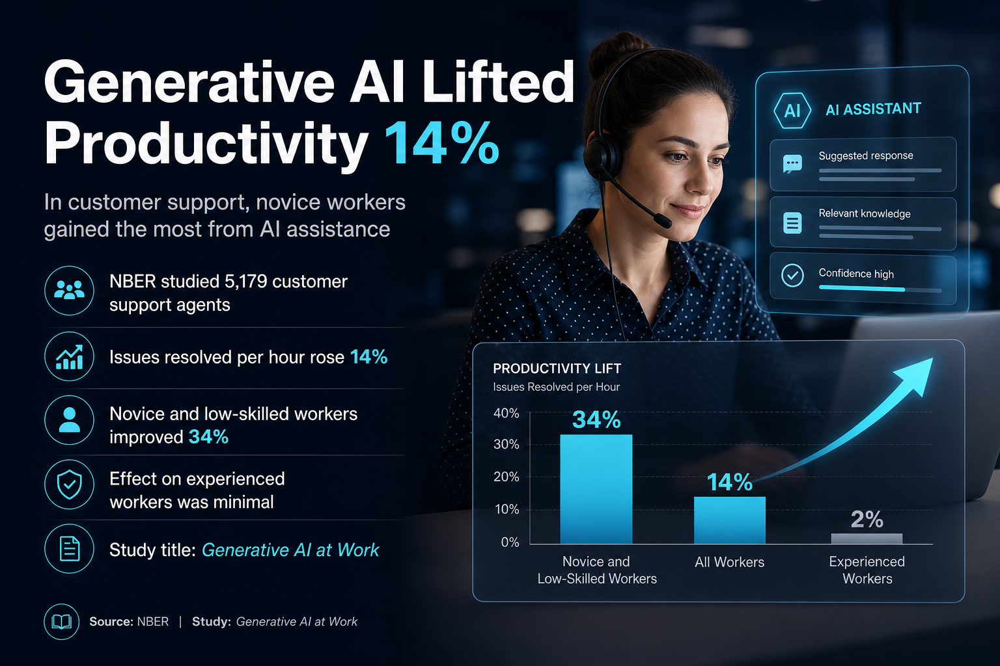 Generative AI Lifted
Productivity 14%
In customer support, novice workers
gained the most from AI assistance
NBER studied 5,179 customer
support agents
Issues resolved per hour rose 14%
Novice and low-skilled workers
improved 34%
Effect on experienced
workers was minimal
Study title: Generative AI at Work
Source: NBER | Study: Generative AI at Work
AI
AI ASSISTANT
Suggested response
Relevant knowledge
Confidence high
PRODUCTIVITY LIFT
Issues Resolved per Hour
40%
30%
20%
10%
0%
34%
14%
2%
Novice and
Low-Skilled Workers
All Workers
Experienced
Workers